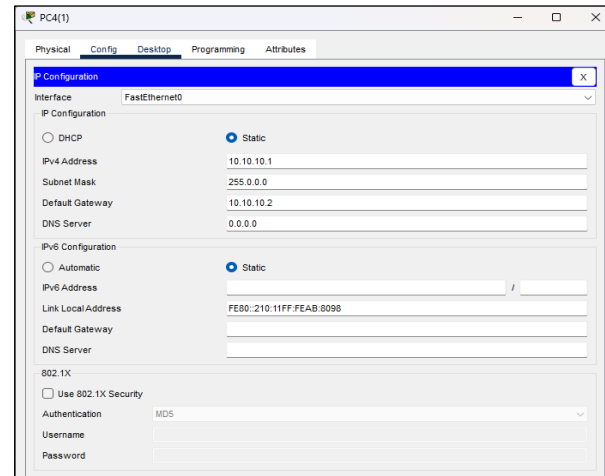 PC4(1)
Physical Config Desktop Programming Attributes
IP Configuration X
Interface FastEthernet0
IP Configuration
DHCP Static
IPv4 Address 10.10.10.1
Subnet Mask 255.0.0.0
Default Gateway 10.10.10.2
DNS Server 0.0.0.0
IPv6 Configuration
Automatic Static
IPv6 Address /
Link Local Address FE80::210:11FF:FEAB:8098
Default Gateway
DNS Server
802.1X
Use 802.1X Security
Authentication MD5
Username
Password